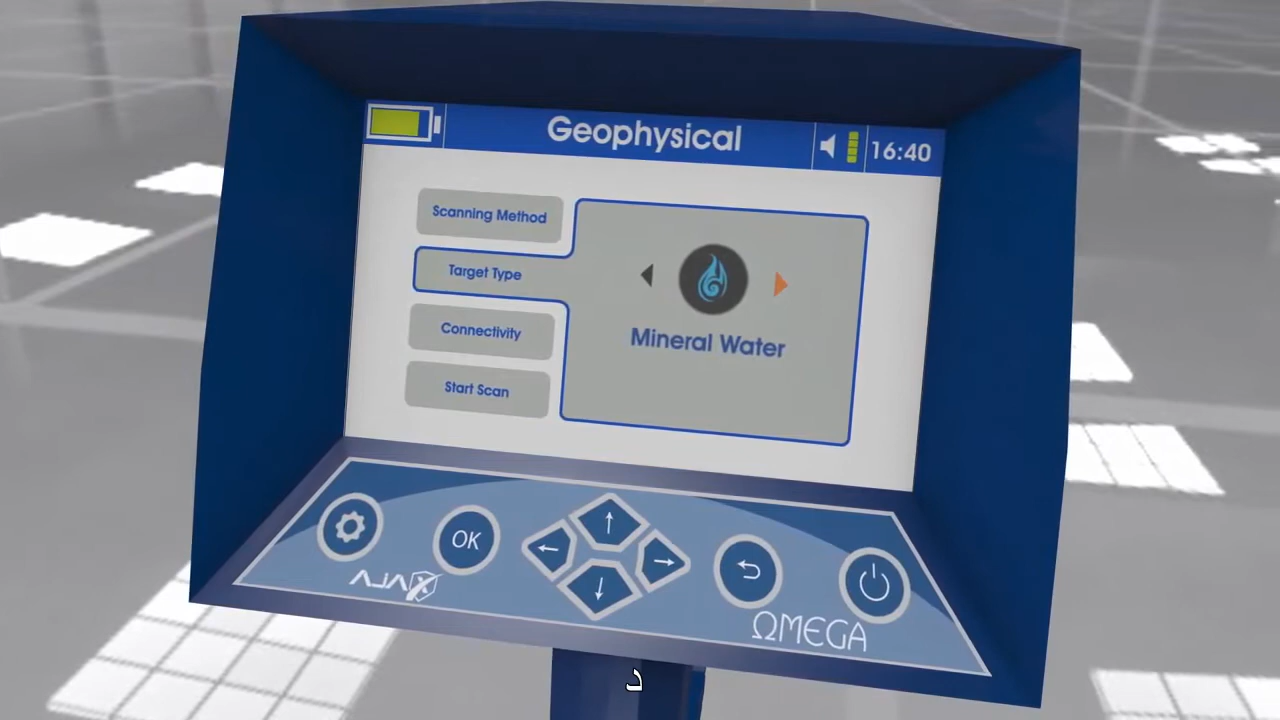 Geophysical
16:40
Scanning Method
Target Type
Connectivity
Start Scan
Mineral Water
OK
AJAX
ΩMEGA
د